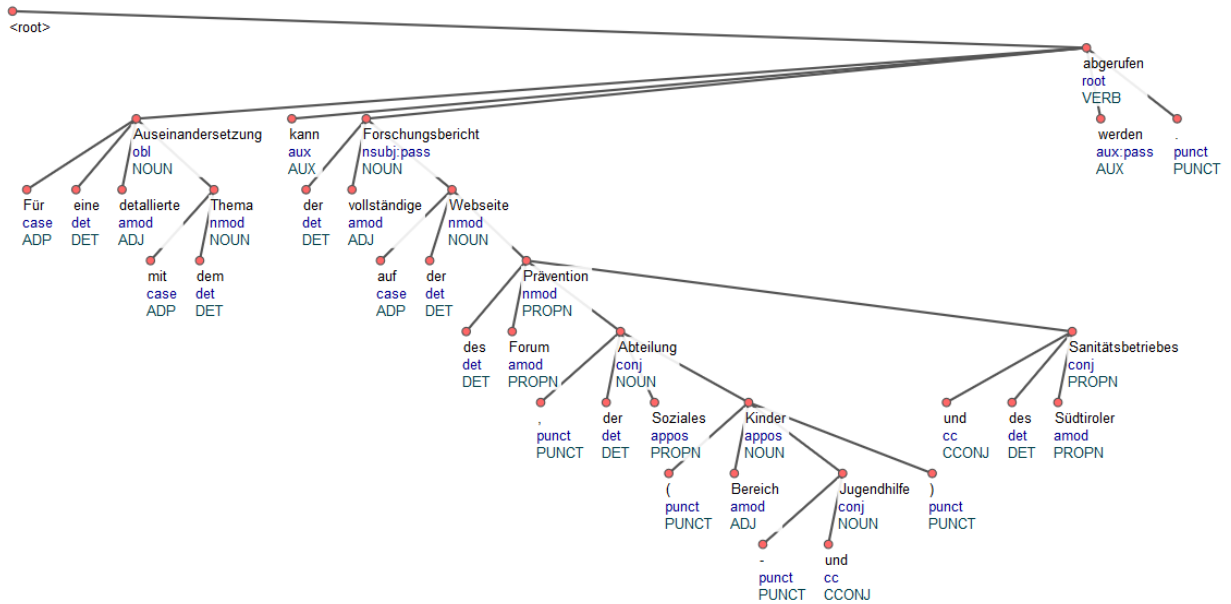 <root>
abgerufen
root
VERB
Auseinandersetzung
obl
NOUN
kann
aux
AUX
Forschungsbericht
nsubj:pass
NOUN
werden
aux:pass
AUX
.
punct
PUNCT
Für
case
ADP
eine
det
DET
detallierte
amod
ADJ
Thema
nmod
NOUN
der
det
DET
vollständige
amod
ADJ
Webseite
nmod
NOUN
mit
case
ADP
dem
det
DET
auf
case
ADP
der
det
DET
Prävention
nmod
PROPN
des
det
DET
Forum
amod
PROPN
Abteilung
conj
NOUN
Sanitätsbetriebes
conj
PROPN
,
punct
PUNCT
der
det
DET
Soziales
appos
PROPN
Kinder
appos
NOUN
und
cc
CCONJ
des
det
DET
Südtiroler
amod
PROPN
(
punct
PUNCT
Bereich
amod
ADJ
Jugendhilfe
conj
NOUN
)
punct
PUNCT
-
punct
PUNCT
und
cc
CCONJ